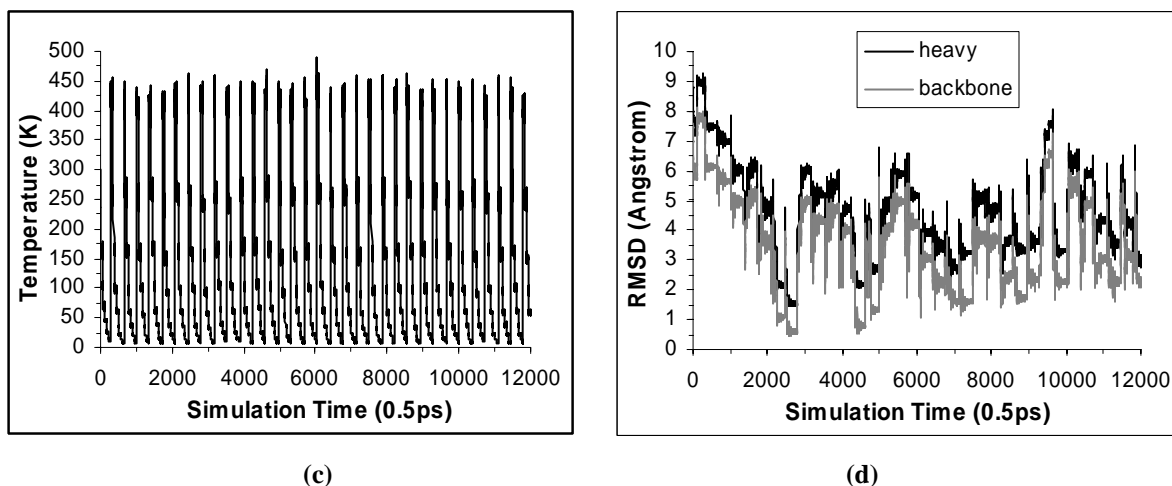 500
450
400
350
300
250
200
150
100
50
0
Temperature (K)
0 2000 4000 6000 8000 10000 12000
Simulation Time (0.5ps)
(c)
10
9
8
7
6
5
4
3
2
1
0
RMSD (Angstrom)
heavy
backbone
0 2000 4000 6000 8000 10000 12000
Simulation Time (0.5ps)
(d)